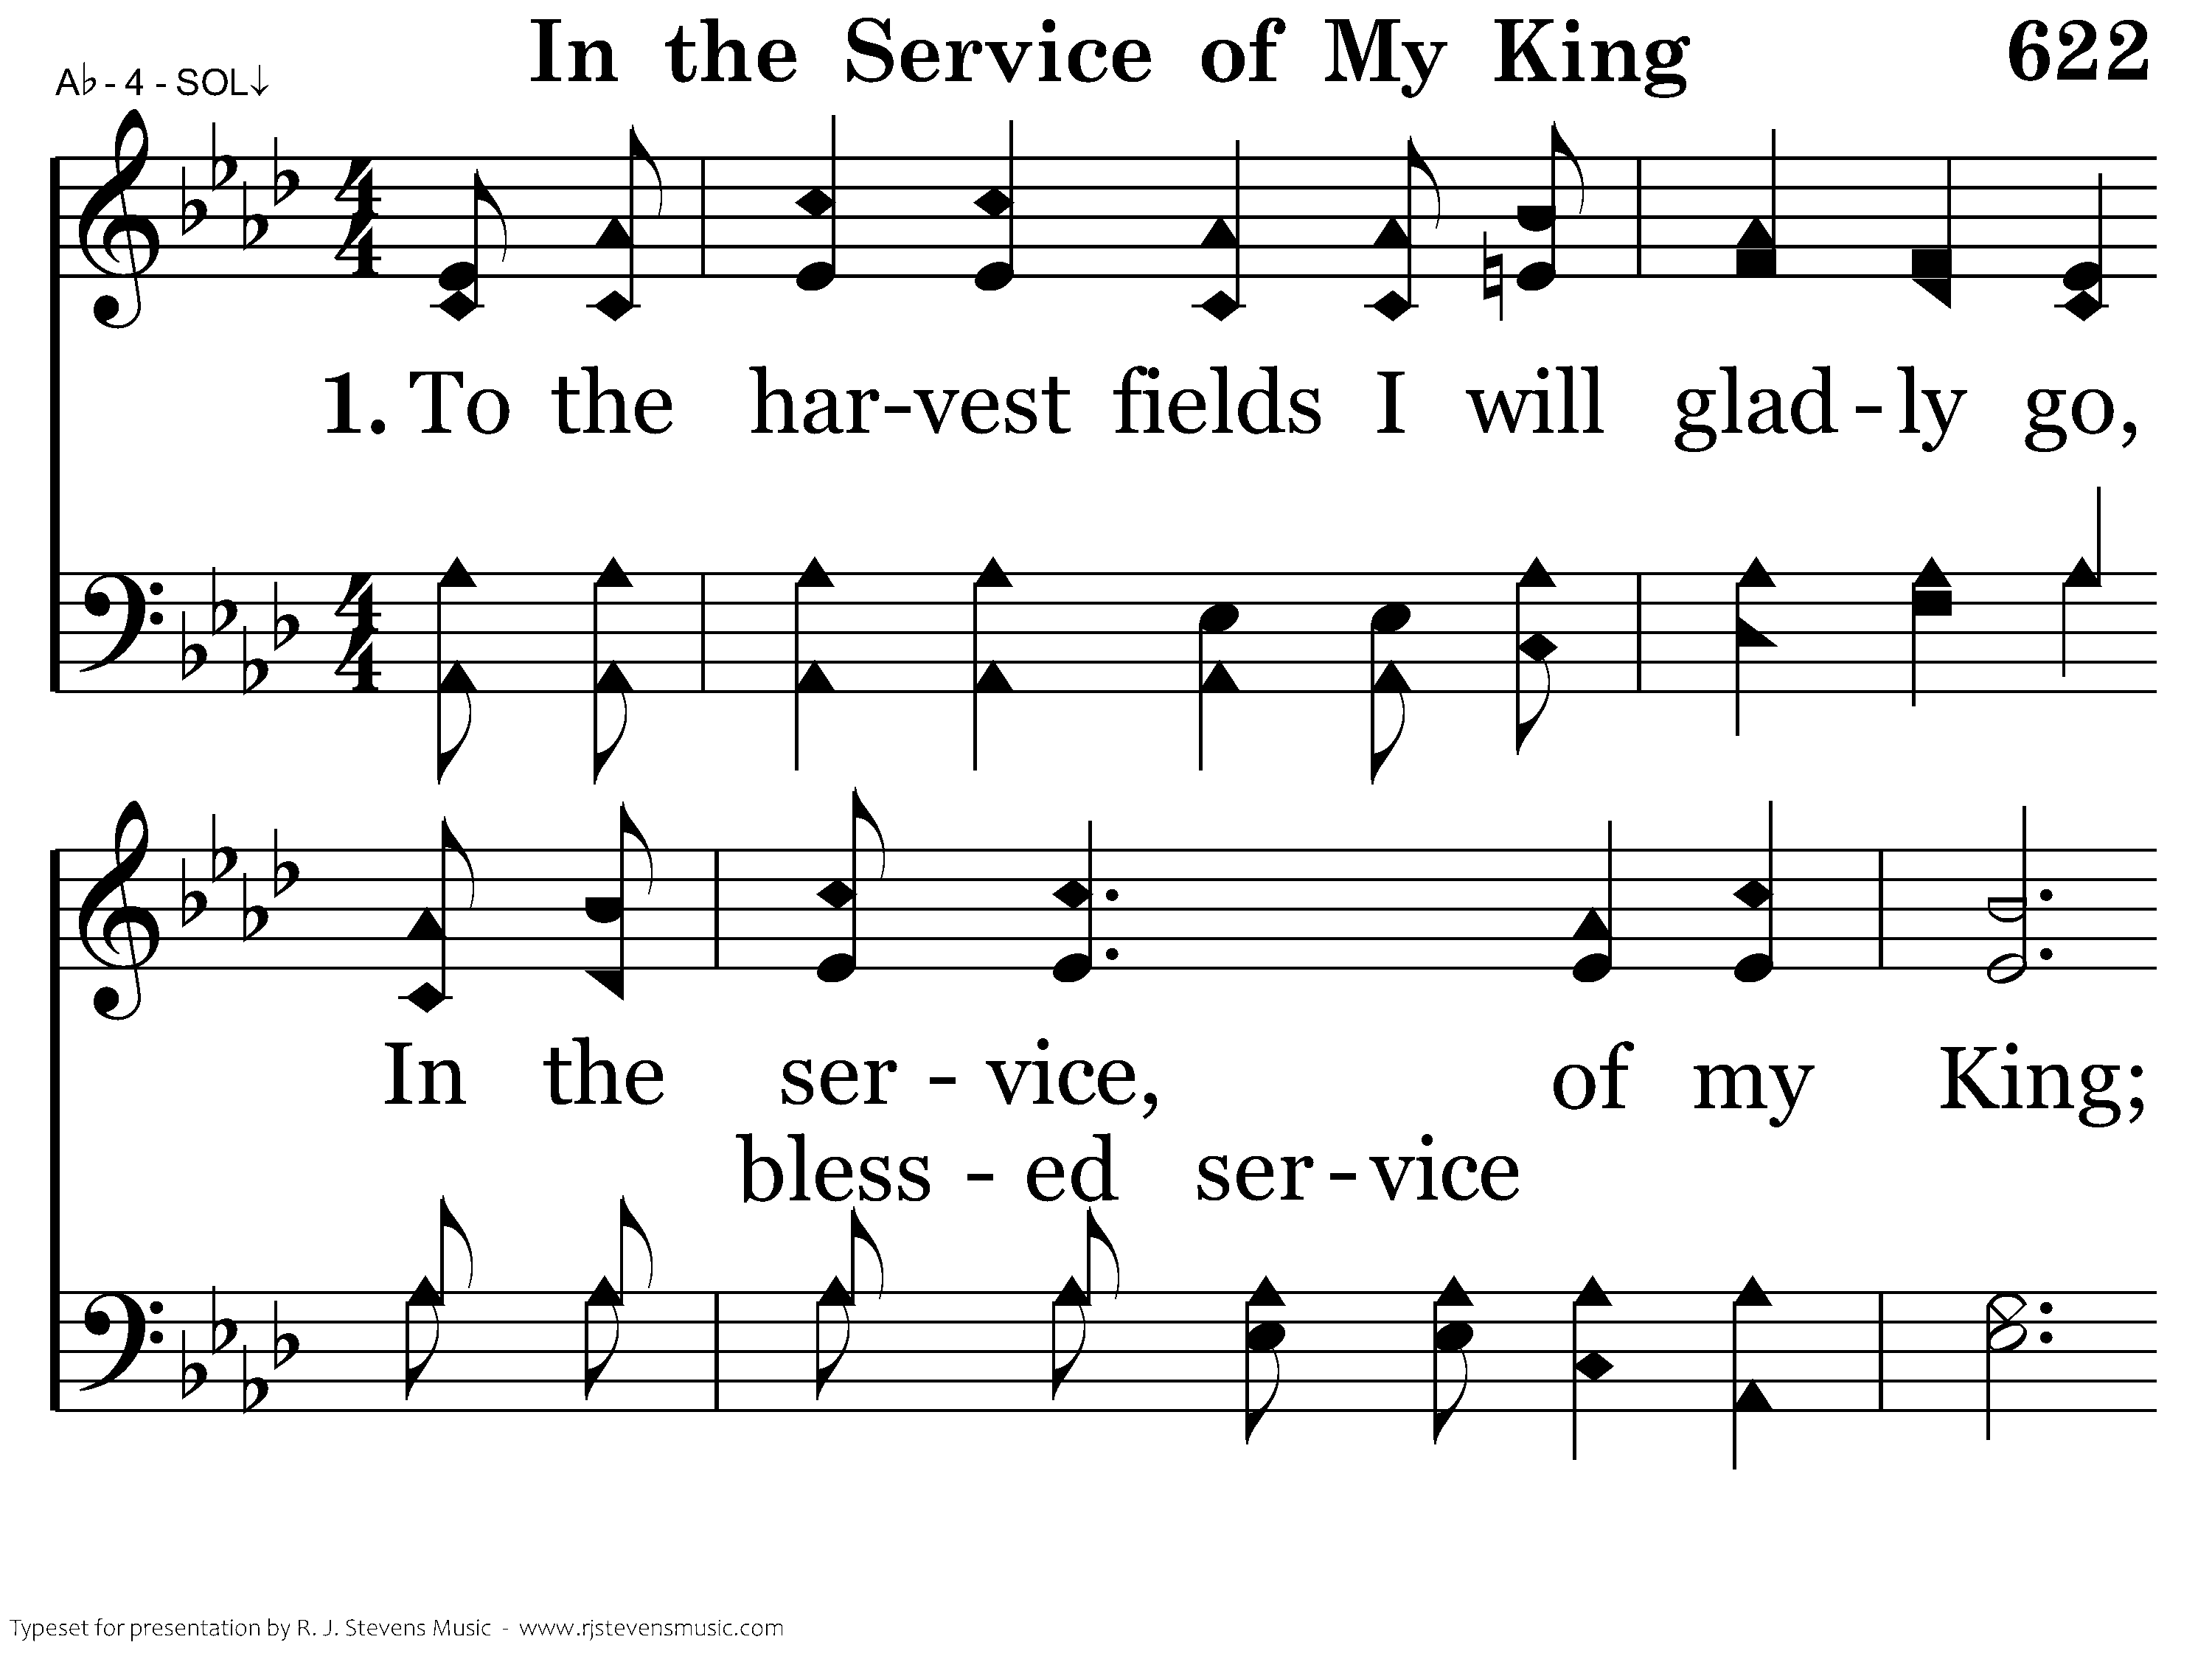 In the Service of My King 622
A♭ - 4 - SOL↓
1. To the har-vest fields I will glad-ly go,
In the ser-vice, of my King;
bless-ed ser-vice
Typeset for presentation by R. J. Stevens Music - www.rjstevensmusic.com